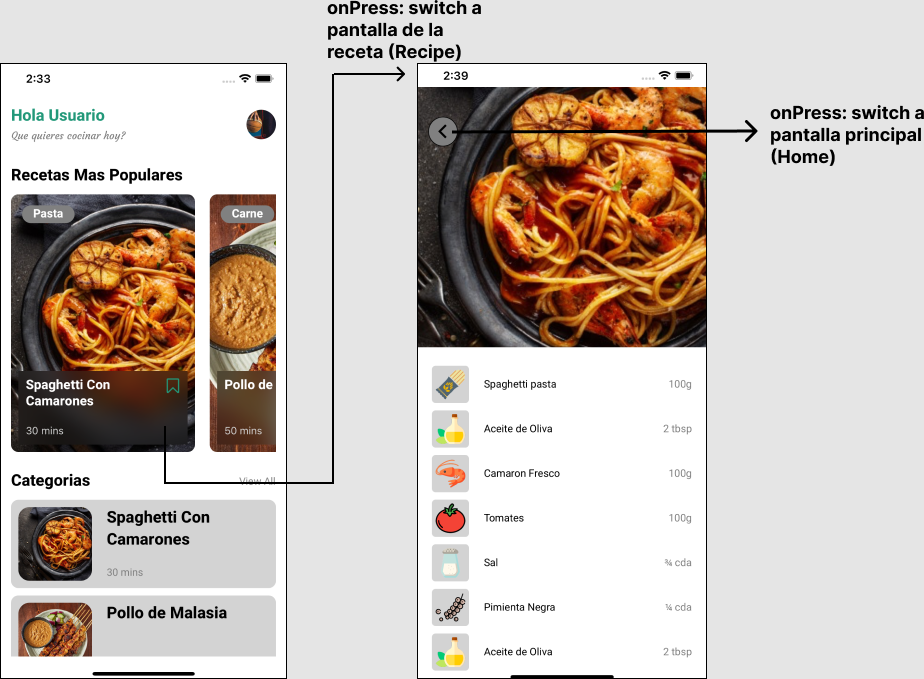 onPress: switch a
pantalla de la
receta (Recipe)
2:33
Hola Usuario
Que quieres cocinar hoy?
Recetas Mas Populares
Pasta
Carne
Spaghetti Con
Camarones
30 mins
Pollo de
50 mins
Categorias
View All
Spaghetti Con
Camarones
30 mins
Pollo de Malasia
2:39
onPress: switch a
pantalla principal
(Home)
Spaghetti pasta 100g
Aceite de Oliva 2 tbsp
Camaron Fresco 100g
Tomates 100g
Sal ¾ cda
Pimienta Negra ¼ cda
Aceite de Oliva 2 tbsp